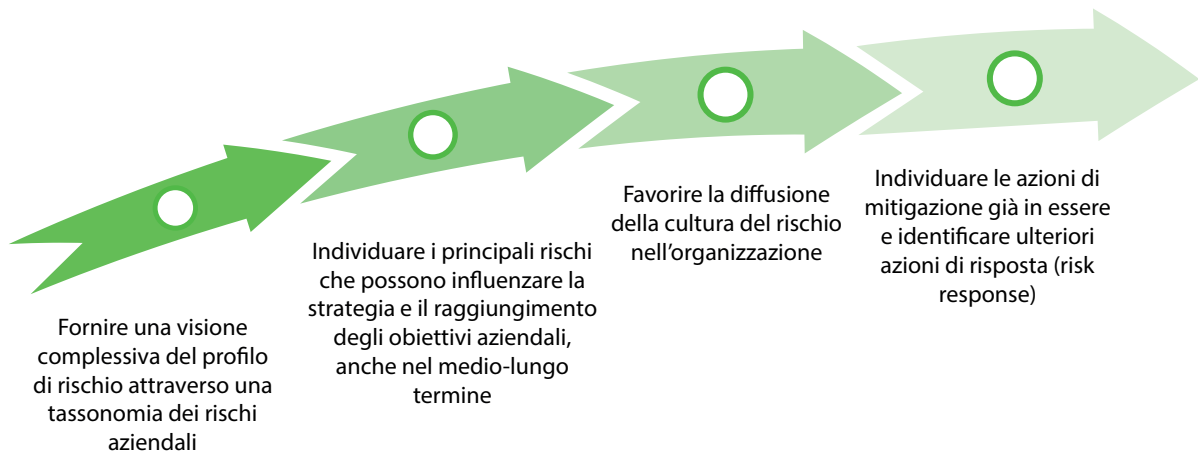 Fornire una visione
complessiva del profilo
di rischio attraverso una
tassonomia dei rischi
aziendali
Individuare i principali rischi
che possono influenzare la
strategia e il raggiungimento
degli obiettivi aziendali,
anche nel medio-lungo
termine
Favorire la diffusione
della cultura del rischio
nell’organizzazione
Individuare le azioni di
mitigazione già in essere
e identificare ulteriori
azioni di risposta (risk
response)